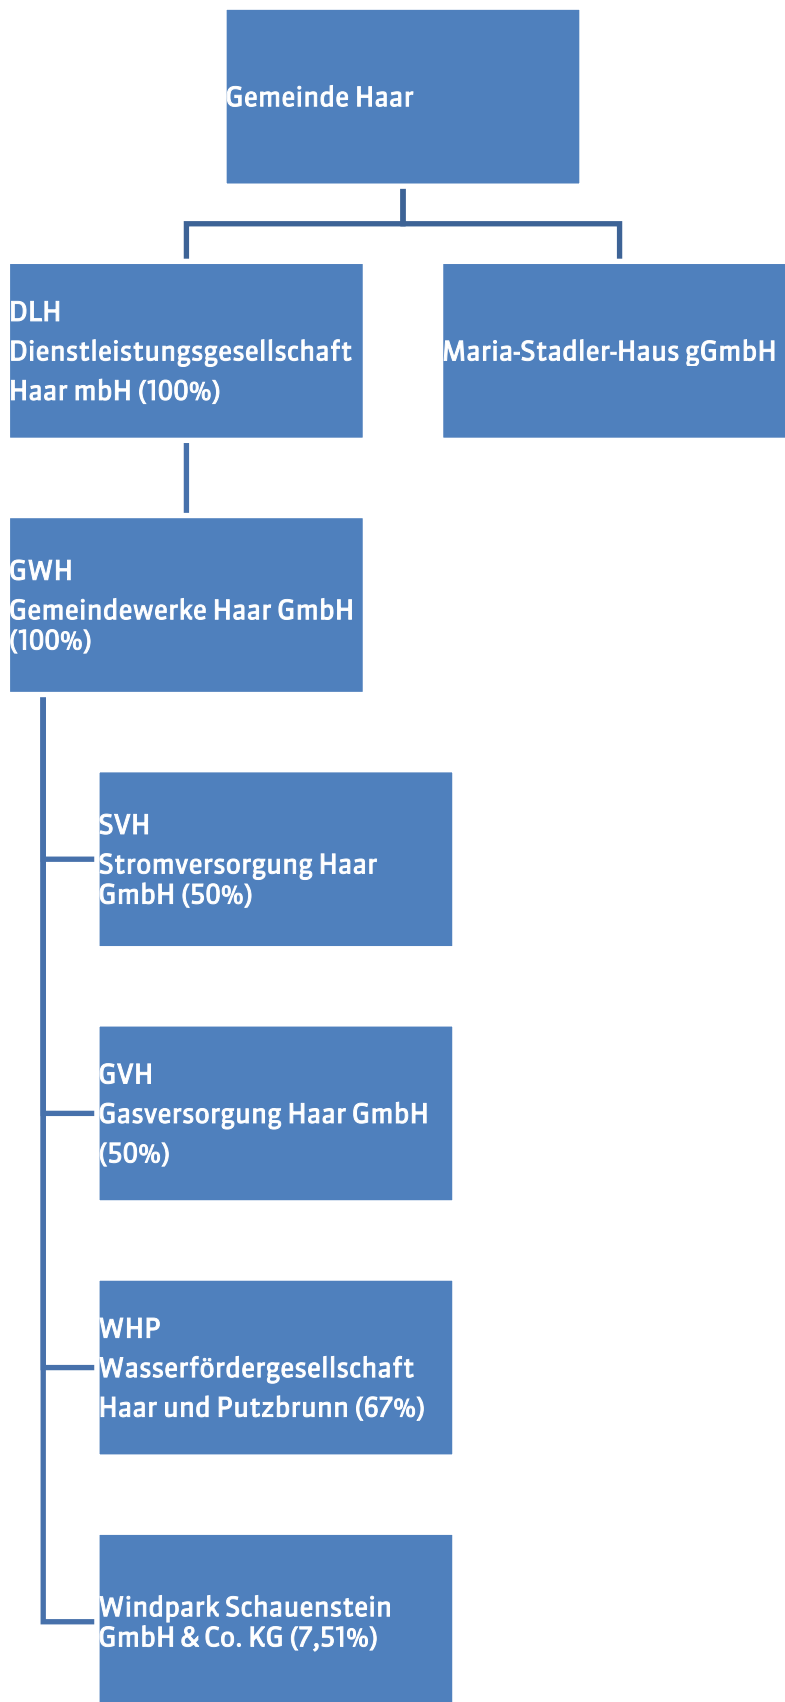 Gemeinde Haar
DLH
Dienstleistungsgesellschaft
Haar mbH (100%)
Maria-Stadler-Haus gGmbH
GWH
Gemeindewerke Haar GmbH
(100%)
SVH
Stromversorgung Haar
GmbH (50%)
GVH
Gasversorgung Haar GmbH
(50%)
WHP
Wasserfördergesellschaft
Haar und Putzbrunn (67%)
Windpark Schauenstein
GmbH & Co. KG (7,51%)